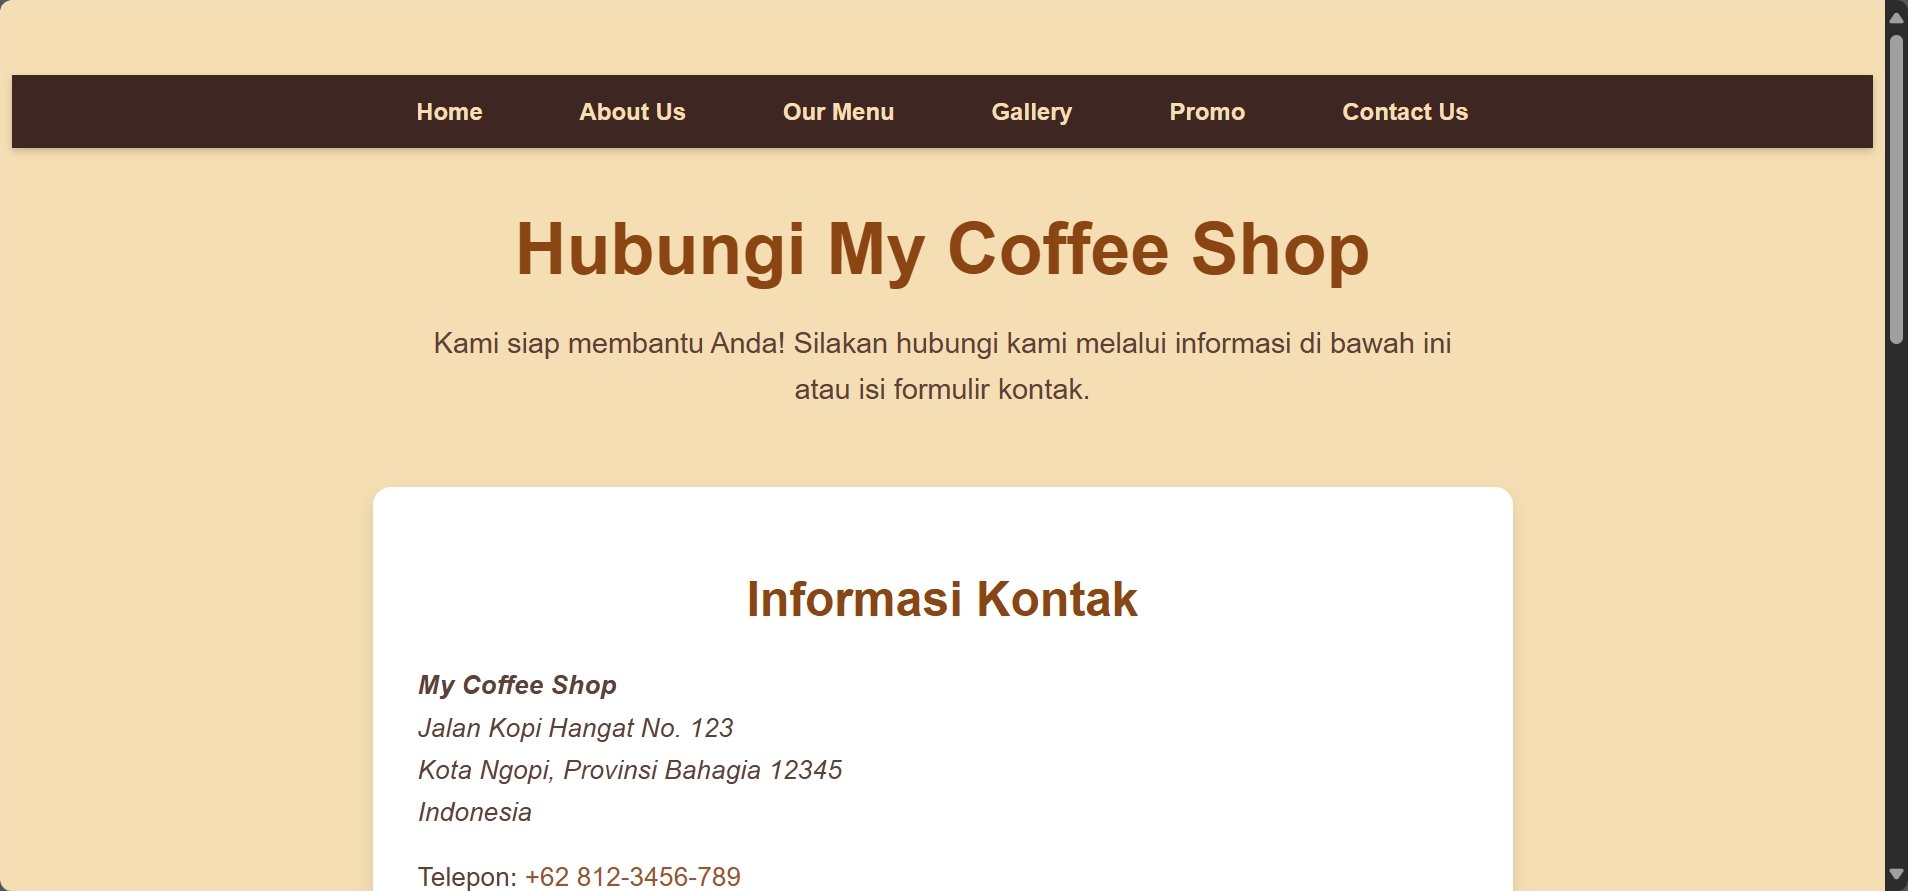 Home About Us Our Menu Gallery Promo Contact Us
Hubungi My Coffee Shop
Kami siap membantu Anda! Silakan hubungi kami melalui informasi di bawah ini
atau isi formulir kontak.
Informasi Kontak
My Coffee Shop
Jalan Kopi Hangat No. 123
Kota Ngopi, Provinsi Bahagia 12345
Indonesia
Telepon: +62 812-3456-789